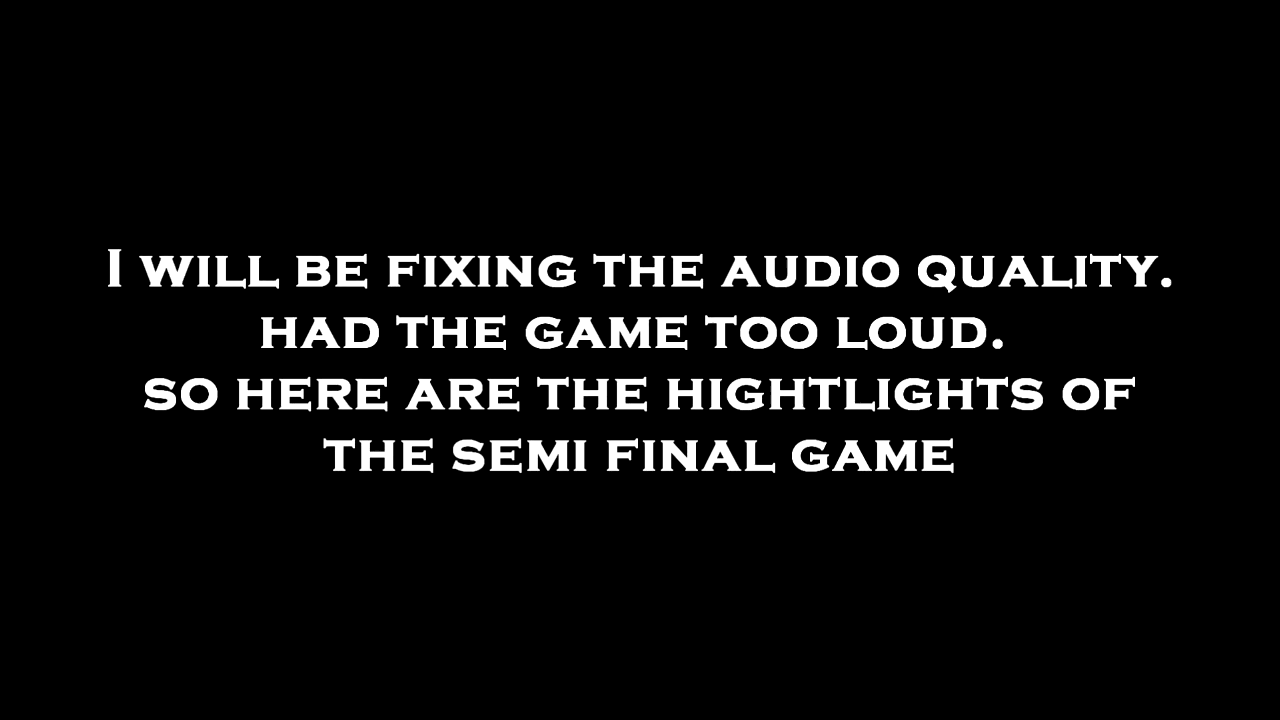 I will be fixing the audio quality.
had the game too loud.
so here are the hightlights of
the semi final game